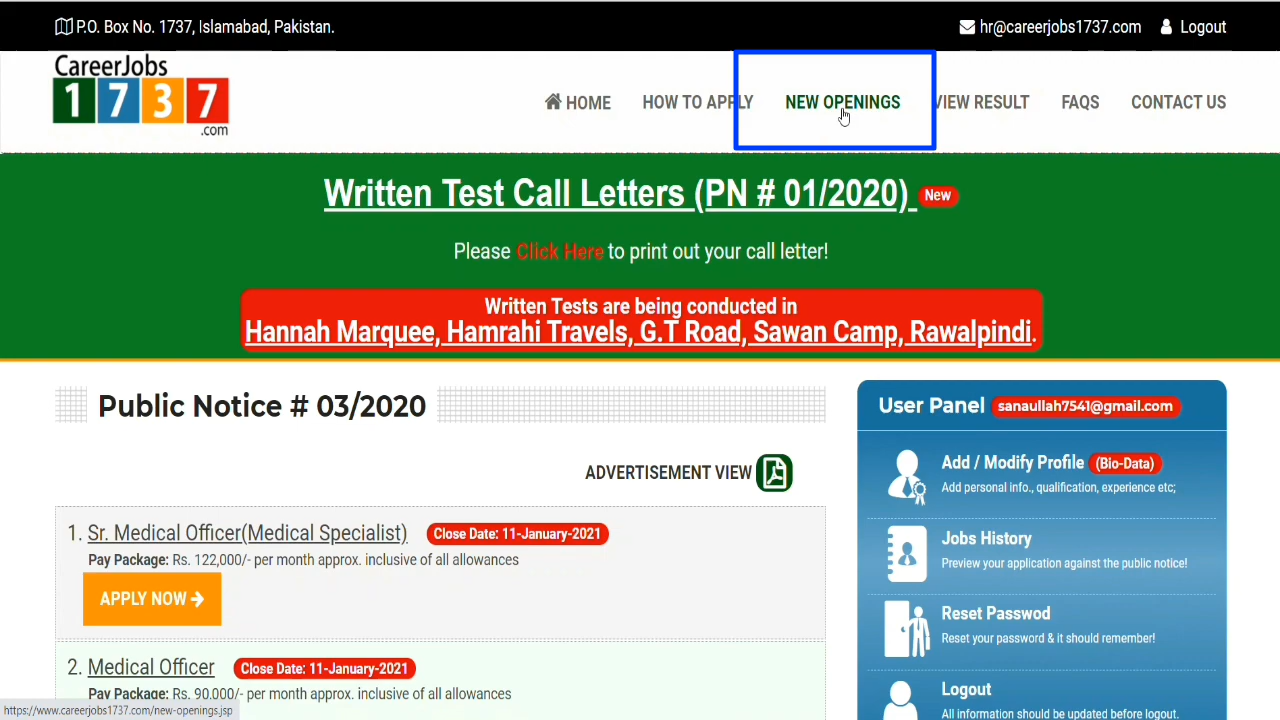 P.O. Box No. 1737, Islamabad, Pakistan.
hr@careerjobs1737.com
Logout
CareerJobs
1737
.com
HOME
HOW TO APPLY
NEW OPENINGS
VIEW RESULT
FAQS
CONTACT US
Written Test Call Letters (PN # 01/2020) New
Please Click Here to print out your call letter!
Written Tests are being conducted in
Hannah Marquee, Hamrahi Travels, G.T Road, Sawan Camp, Rawalpindi.
Public Notice # 03/2020
ADVERTISEMENT VIEW
1. Sr. Medical Officer(Medical Specialist) Close Date: 11-January-2021
Pay Package: Rs. 122,000/- per month approx. inclusive of all allowances
APPLY NOW
2. Medical Officer Close Date: 11-January-2021
Pay Package: Rs. 90,000/- per month approx. inclusive of all allowances
User Panel sanaullah7541@gmail.com
Add / Modify Profile (Bio-Data)
Add personal info., qualification, experience etc;
Jobs History
Preview your application against the public notice!
Reset Passwod
Reset your password & it should remember!
Logout
All information should be updated before logout.
https://www.careerjobs1737.com/new-openings.jsp